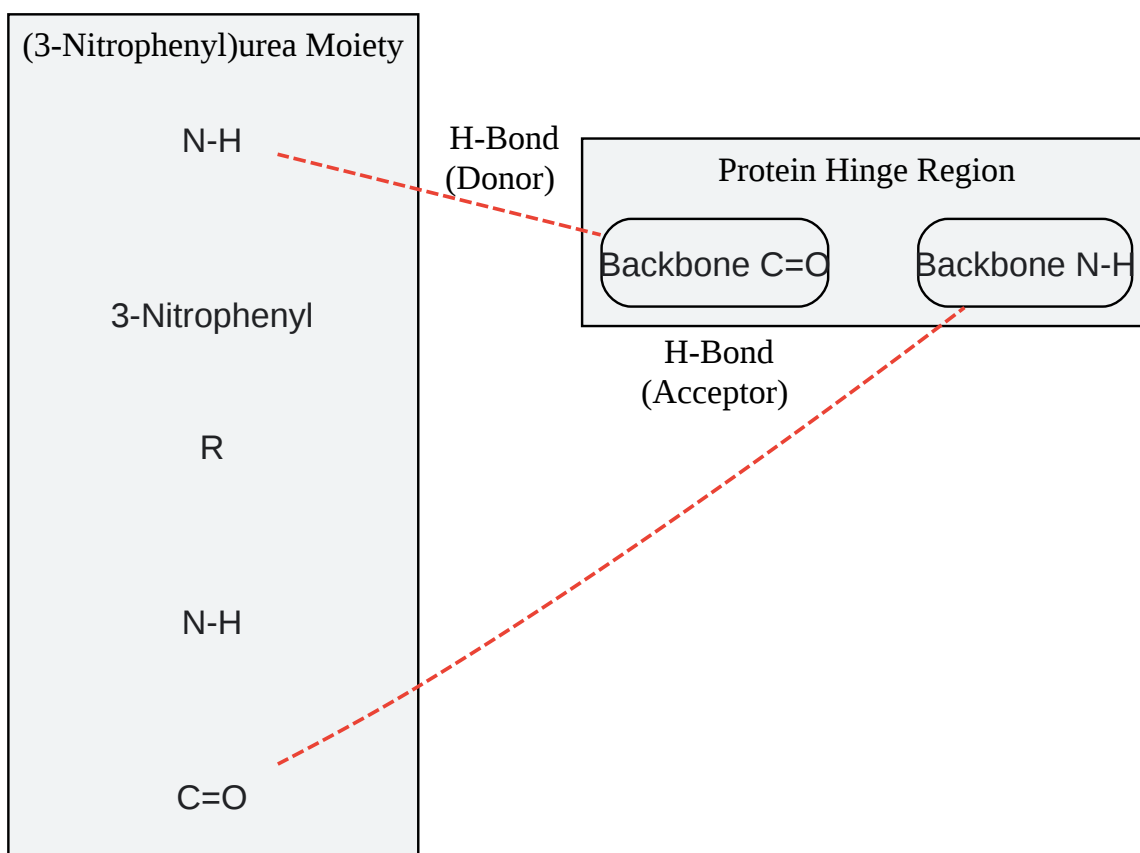 (3-Nitrophenyl)urea Moiety
N-H
3-Nitrophenyl
R
N-H
C=O
H-Bond
(Donor)
Protein Hinge Region
Backbone C=O
Backbone N-H
H-Bond
(Acceptor)